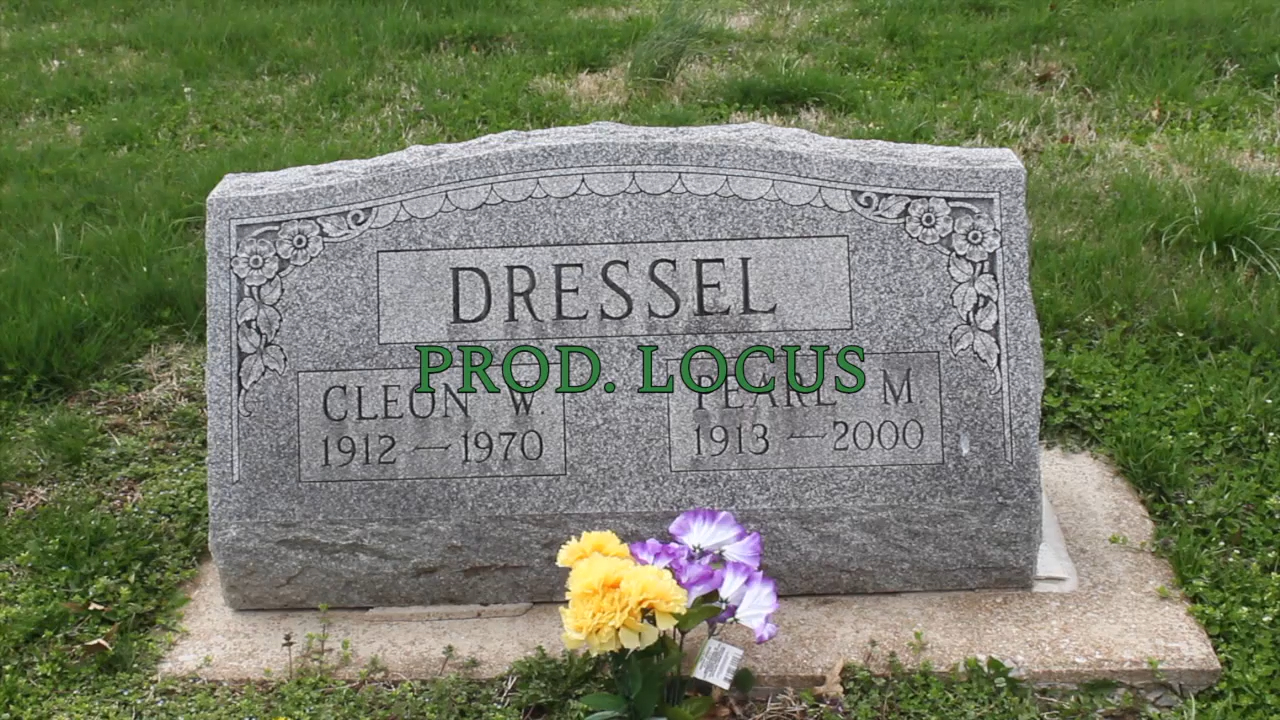 DRESSEL
PROD. LOCUS
CLEON W.
1912 — 1970
PEARL M.
1913 — 2000